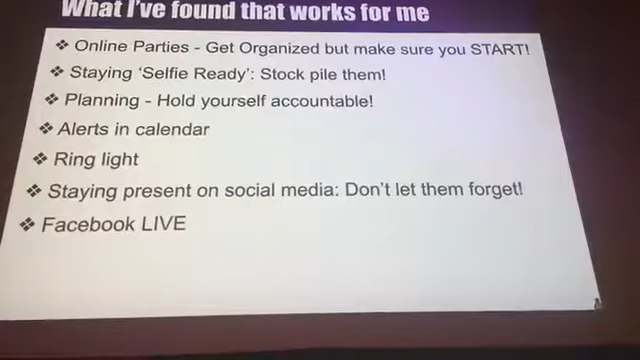 What I've found that works for me
❖ Online Parties - Get Organized but make sure you START!
❖ Staying 'Selfie Ready': Stock pile them!
❖ Planning - Hold yourself accountable!
❖ Alerts in calendar
❖ Ring light
❖ Staying present on social media: Don't let them forget!
❖ Facebook LIVE